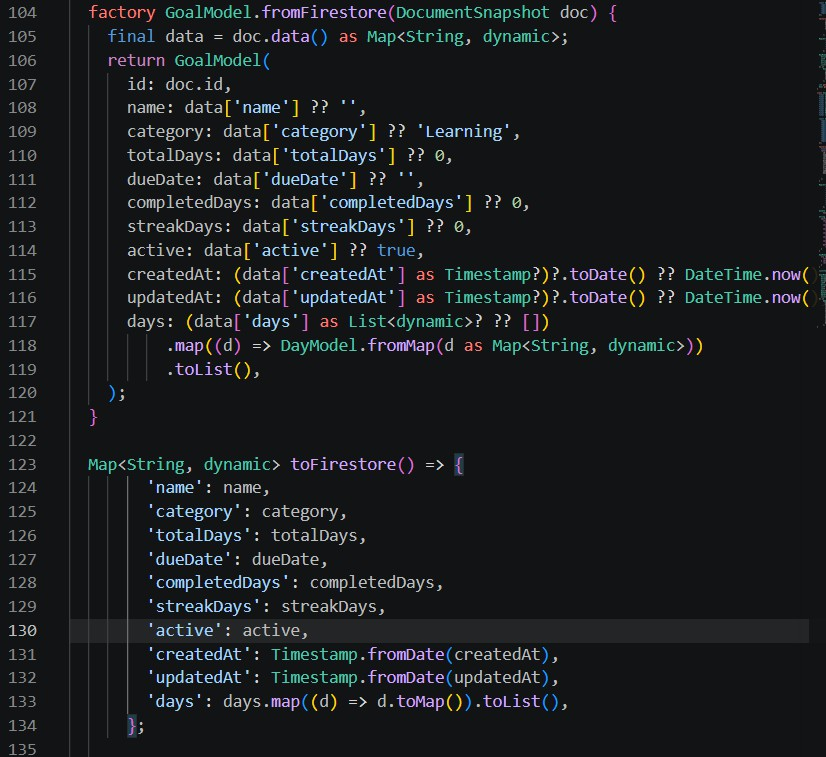 104 factory GoalModel.fromFirestore(DocumentSnapshot doc) {
105 final data = doc.data() as Map<String, dynamic>;
106 return GoalModel(
107 id: doc.id,
108 name: data['name'] ?? '',
109 category: data['category'] ?? 'Learning',
110 totalDays: data['totalDays'] ?? 0,
111 dueDate: data['dueDate'] ?? '',
112 completedDays: data['completedDays'] ?? 0,
113 streakDays: data['streakDays'] ?? 0,
114 active: data['active'] ?? true,
115 createdAt: (data['createdAt'] as Timestamp?)?.toDate() ?? DateTime.now()
116 updatedAt: (data['updatedAt'] as Timestamp?)?.toDate() ?? DateTime.now()
117 days: (data['days'] as List<dynamic>? ?? [])
118 .map((d) => DayModel.fromMap(d as Map<String, dynamic>))
119 .toList(),
120 );
121 }
122
123 Map<String, dynamic> toFirestore() => {
124 'name': name,
125 'category': category,
126 'totalDays': totalDays,
127 'dueDate': dueDate,
128 'completedDays': completedDays,
129 'streakDays': streakDays,
130 'active': active,
131 'createdAt': Timestamp.fromDate(createdAt),
132 'updatedAt': Timestamp.fromDate(updatedAt),
133 'days': days.map((d) => d.toMap()).toList(),
134 };
135